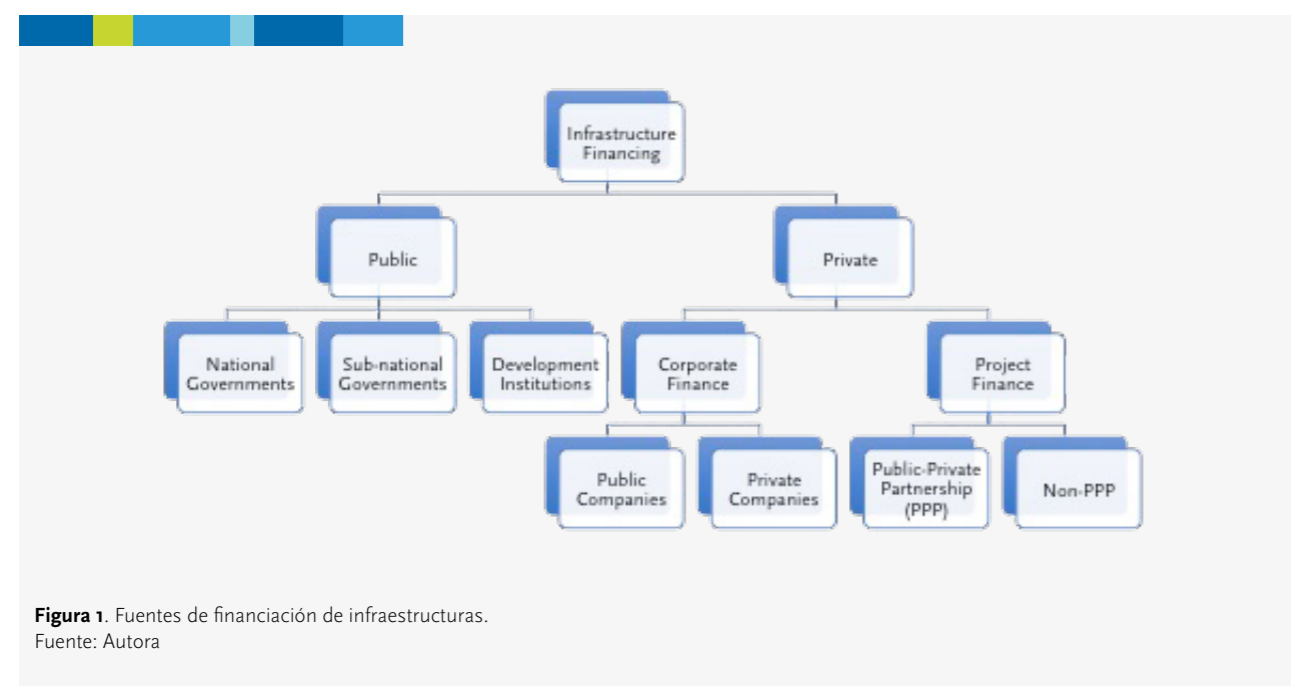 Infrastructure
Financing
Public
Private
National
Governments
Sub-national
Governments
Development
Institutions
Corporate
Finance
Project
Finance
Public
Companies
Private
Companies
Public-Private
Partnership
(PPP)
Non-PPP
Figura 1. Fuentes de financiación de infraestructuras.
Fuente: Autora